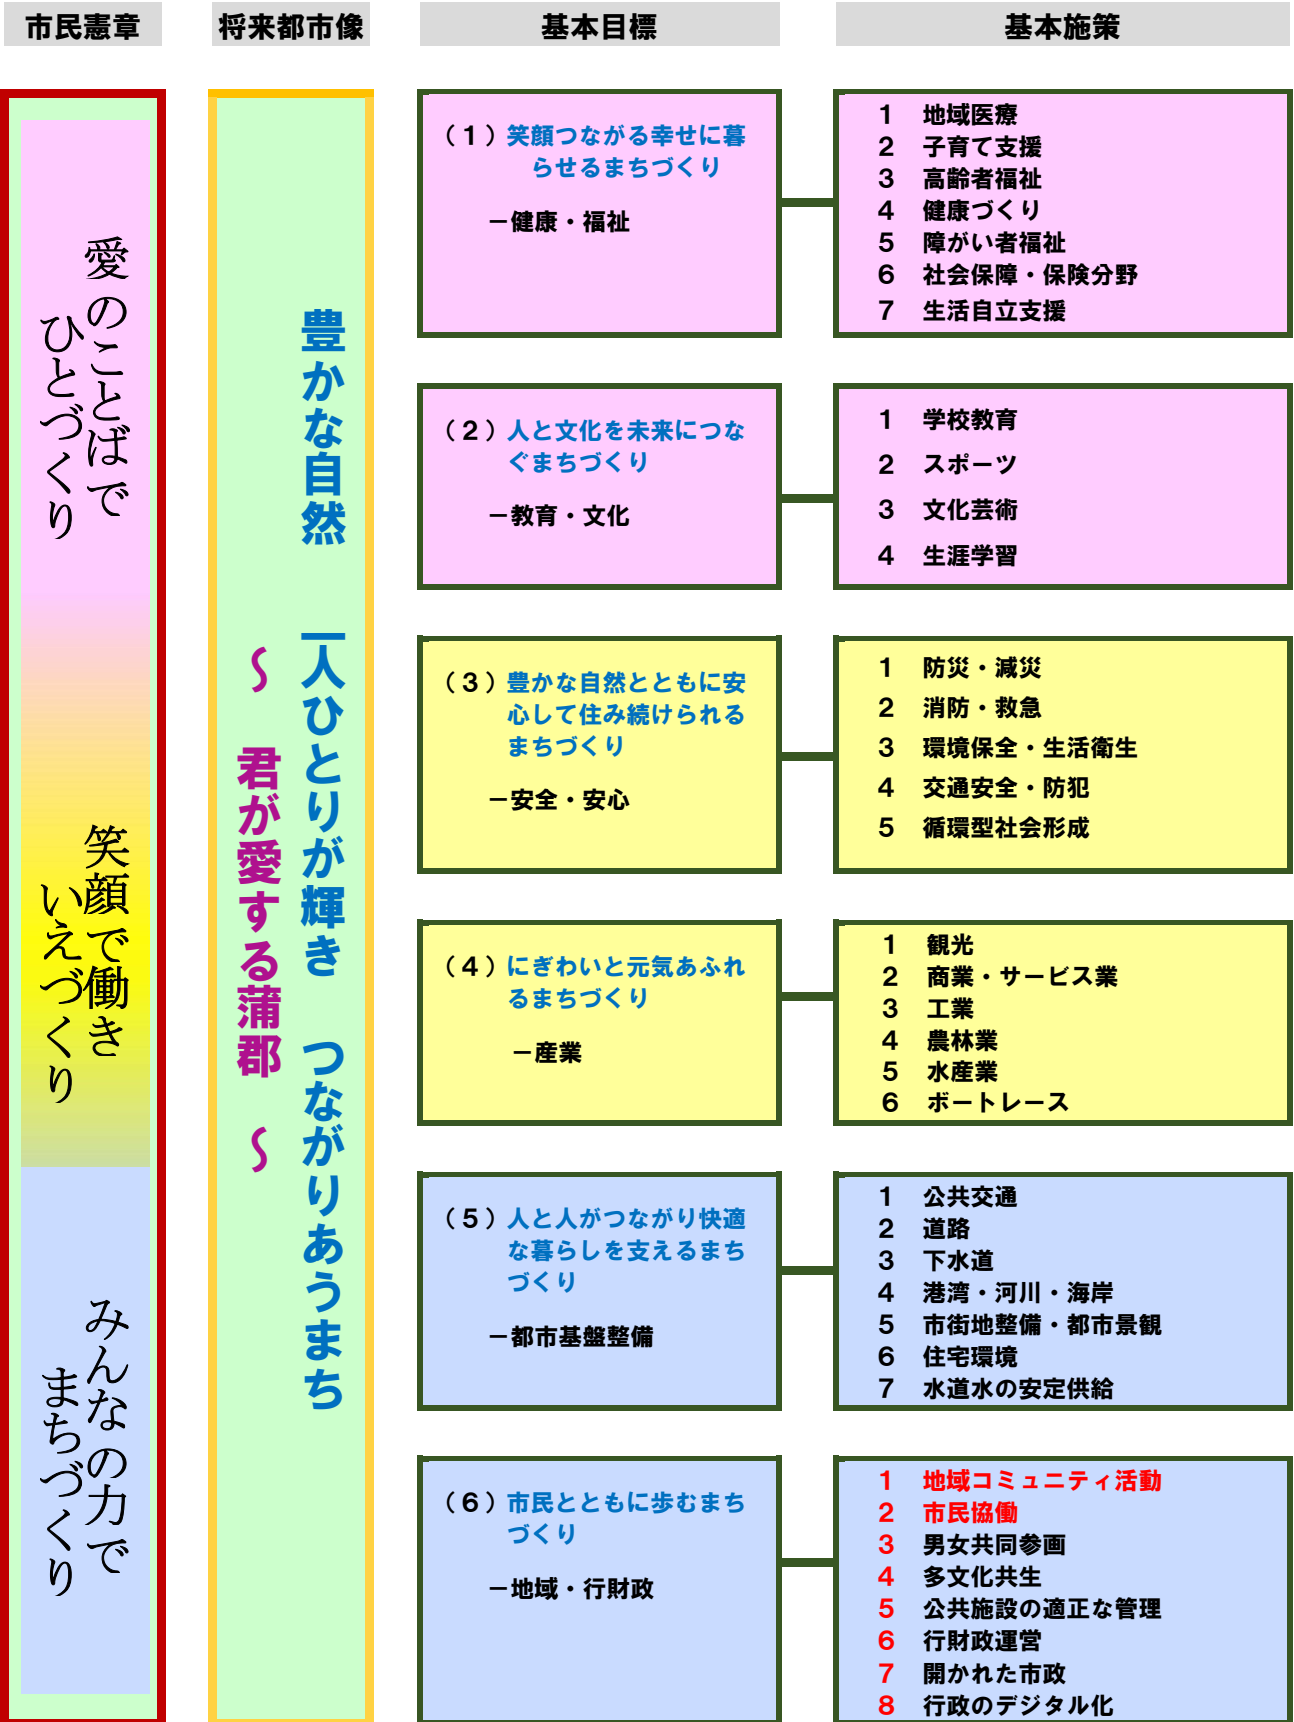 市民憲章
将来都市像
基本目標
基本施策
愛のことばで
ひとづくり
笑顔で働き
いえづくり
みんなの力で
まちづくり
豊かな自然　一人ひとりが輝き　つながりあうまち
～　君が愛する蒲郡　～
（１）笑顔つながる幸せに暮
らせるまちづくり
－健康・福祉
1　地域医療
2　子育て支援
3　高齢者福祉
4　健康づくり
5　障がい者福祉
6　社会保障・保険分野
7　生活自立支援
（２）人と文化を未来につな
ぐまちづくり
－教育・文化
1　学校教育
2　スポーツ
3　文化芸術
4　生涯学習
（３）豊かな自然とともに安
心して住み続けられる
まちづくり
－安全・安心
1　防災・減災
2　消防・救急
3　環境保全・生活衛生
4　交通安全・防犯
5　循環型社会形成
（４）にぎわいと元気あふれ
るまちづくり
－産業
1　観光
2　商業・サービス業
3　工業
4　農林業
5　水産業
6　ボートレース
（５）人と人がつながり快適
な暮らしを支えるまち
づくり
－都市基盤整備
1　公共交通
2　道路
3　下水道
4　港湾・河川・海岸
5　市街地整備・都市景観
6　住宅環境
7　水道水の安定供給
（６）市民とともに歩むまち
づくり
－地域・行財政
1　地域コミュニティ活動
2　市民協働
3　男女共同参画
4　多文化共生
5　公共施設の適正な管理
6　行財政運営
7　開かれた市政
8　行政のデジタル化